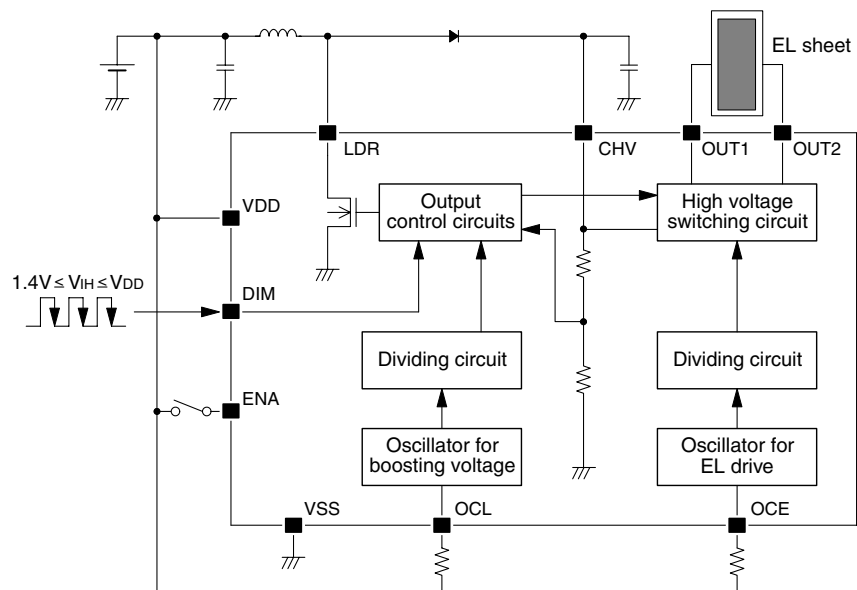 EL sheet
LDR
CHV
OUT1
OUT2
VDD
Output
control circuits
High voltage
switching circuit
1.4V ≤ VIH ≤ VDD
DIM
Dividing circuit
Dividing circuit
ENA
Oscillator for
boosting voltage
Oscillator for
EL drive
VSS
OCL
OCE